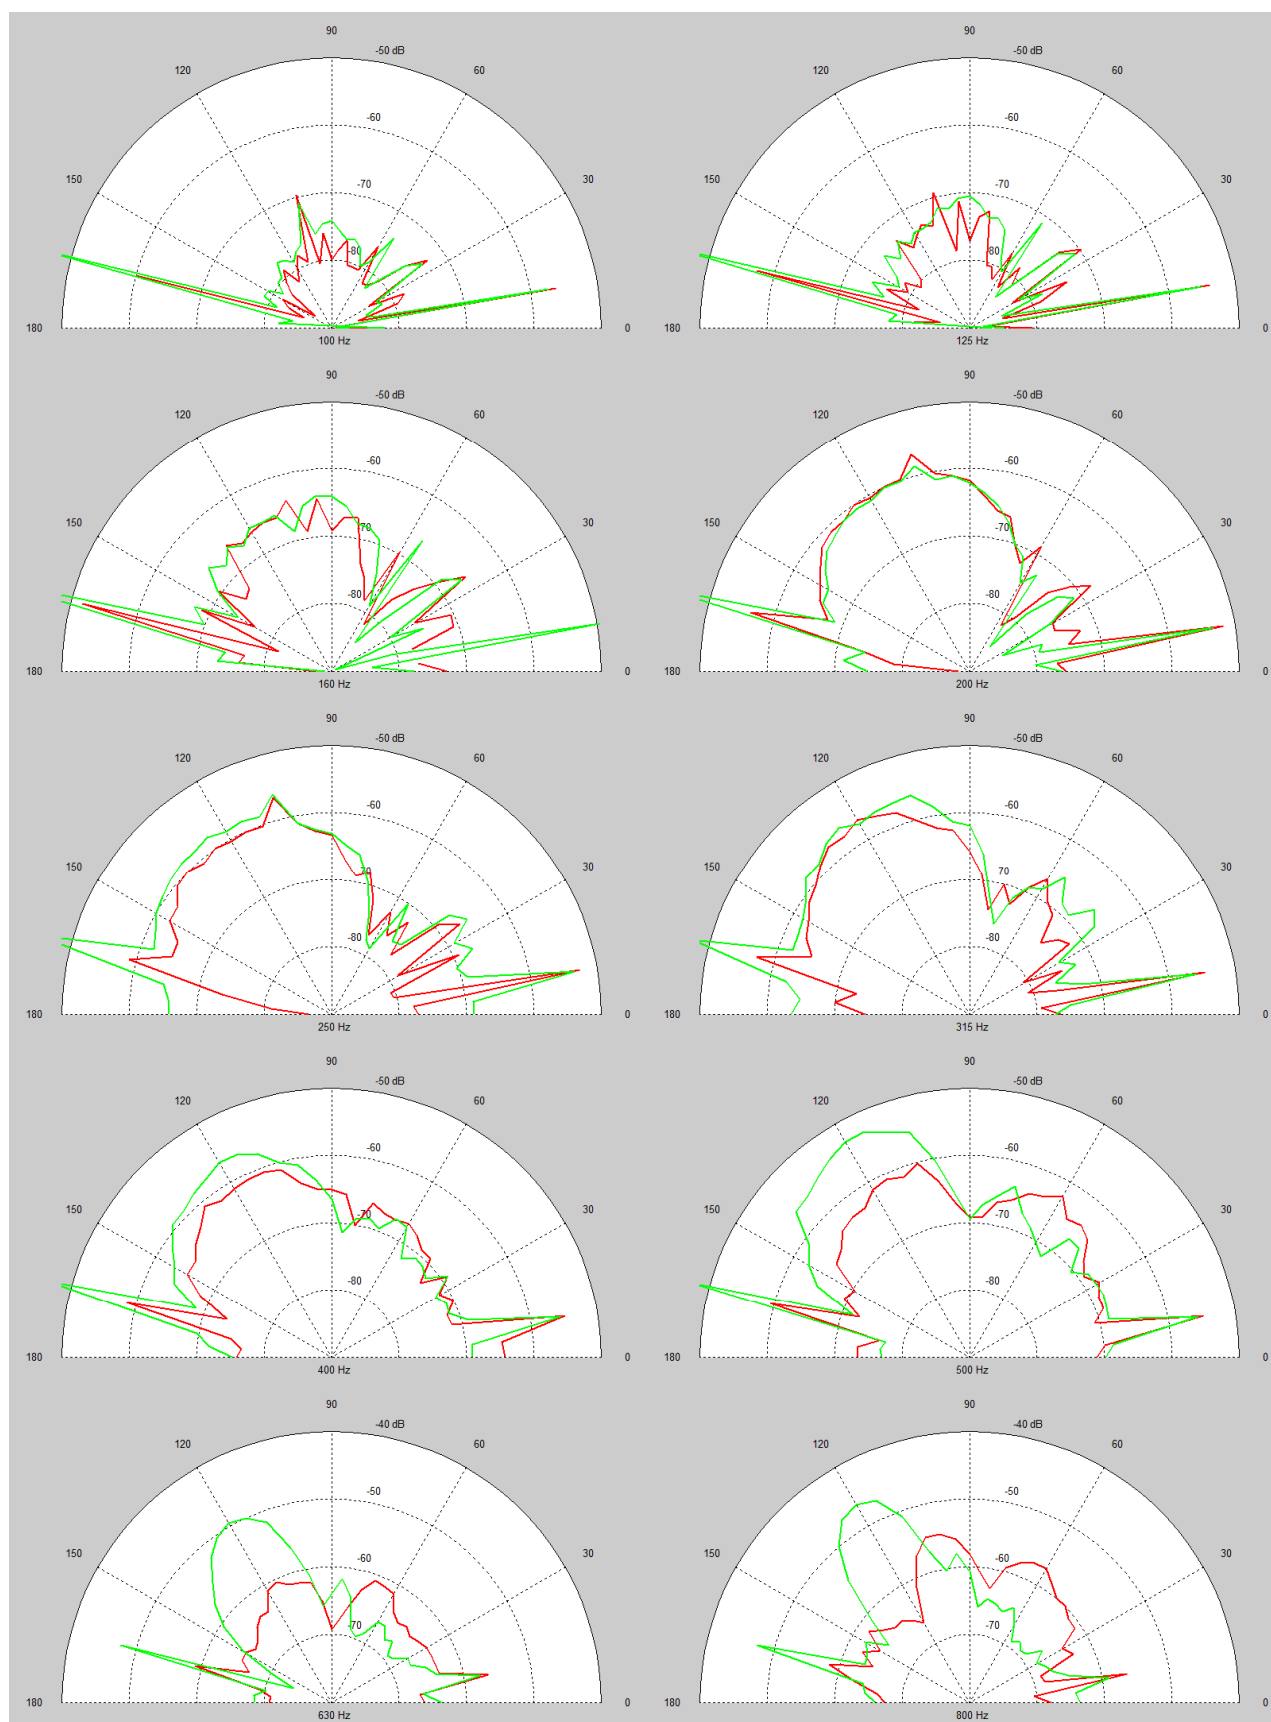 90 90
-50 dB -50 dB
120 60 120 60
-60 -60
150 -70 30 150 -70 30
-80 -80
180 0 180 0
100 Hz 125 Hz
90 90
-50 dB -50 dB
120 60 120 60
-60 -60
150 -70 30 150 -70 30
-80 -80
180 0 180 0
160 Hz 200 Hz
90 90
-50 dB -50 dB
120 60 120 60
-60 -60
150 -70 30 150 -70 30
-80 -80
180 0 180 0
250 Hz 315 Hz
90 90
-50 dB -50 dB
120 60 120 60
-60 -60
150 -70 30 150 -70 30
-80 -80
180 0 180 0
400 Hz 500 Hz
90 90
-40 dB -40 dB
120 60 120 60
-50 -50
150 -60 30 150 -60 30
-70 -70
180 0 180 0
630 Hz 800 Hz